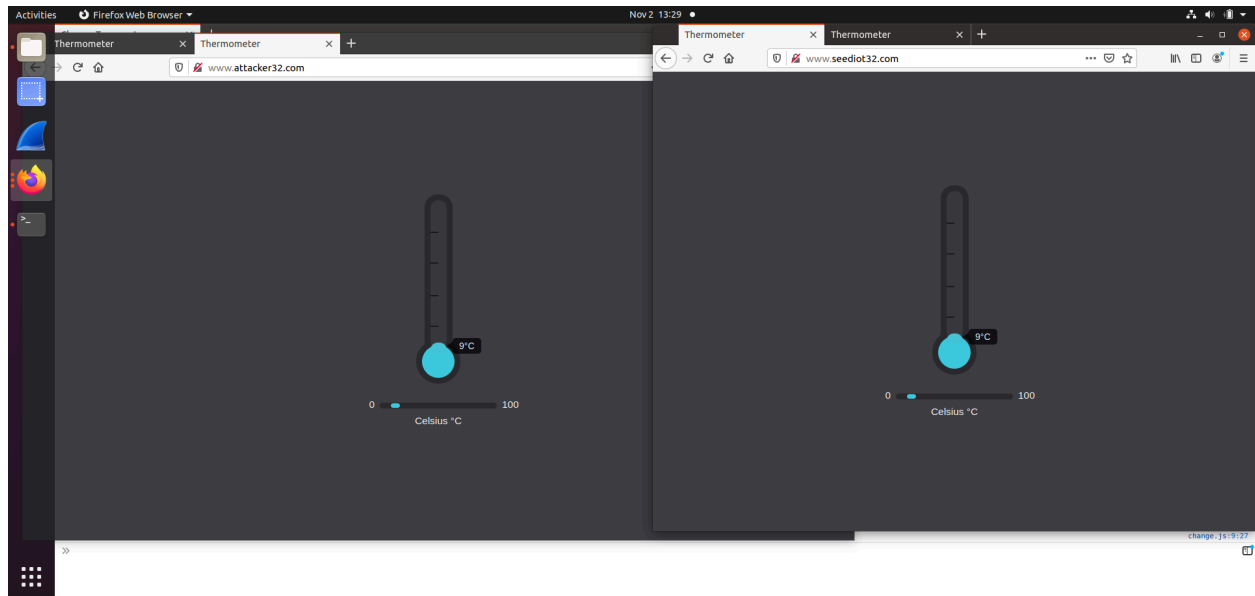 Activities Firefox Web Browser Nov 2 13:29
Thermometer Thermometer
www.attacker32.com
9°C
0 100
Celsius °C
Thermometer Thermometer
www.seediot32.com
9°C
0 100
Celsius °C
change.js:9:27